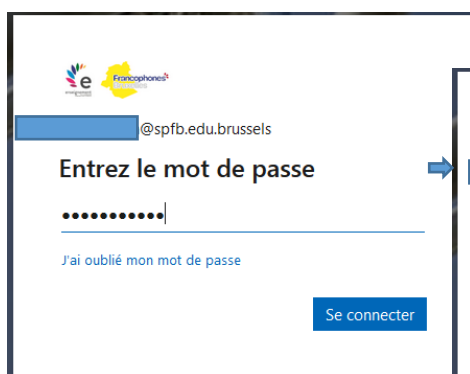 e
Francophones
@spfb.edu.brussels
Entrez le mot de passe
J'ai oublié mon mot de passe
Se connecter